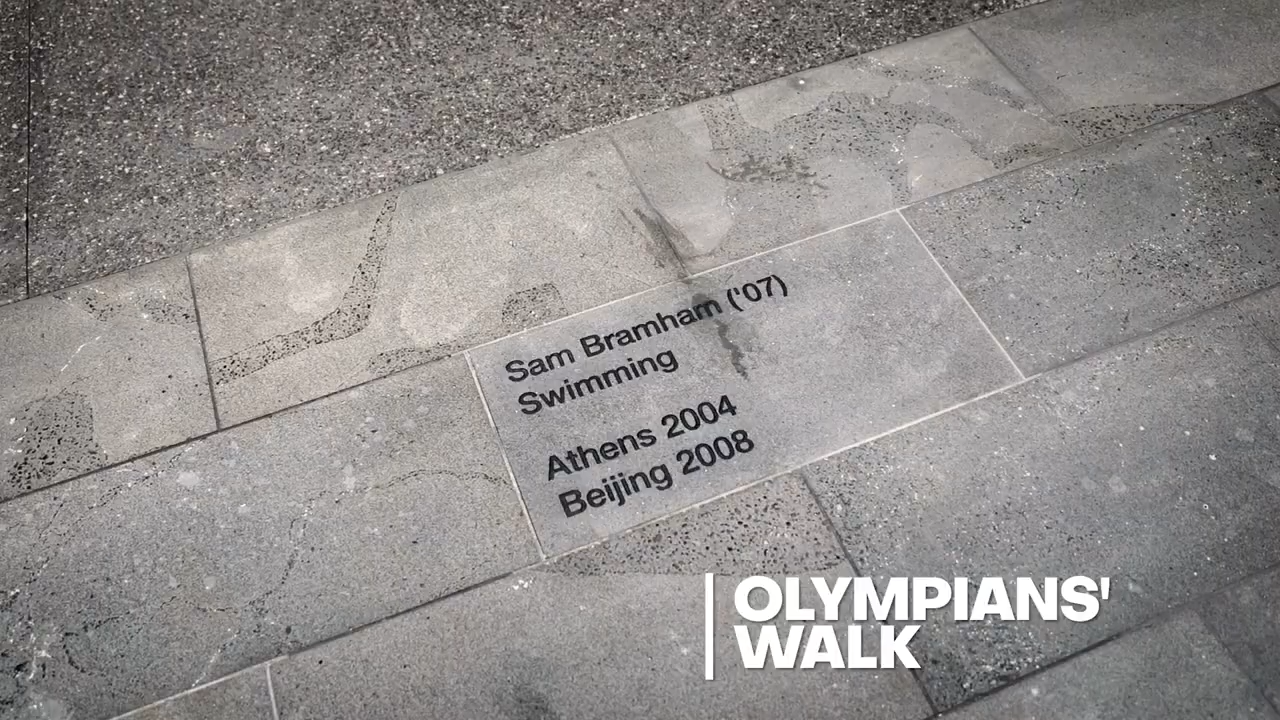 Sam Bramham (‘07)
Swimming
Athens 2004
Beijing 2008
OLYMPIANS'
WALK